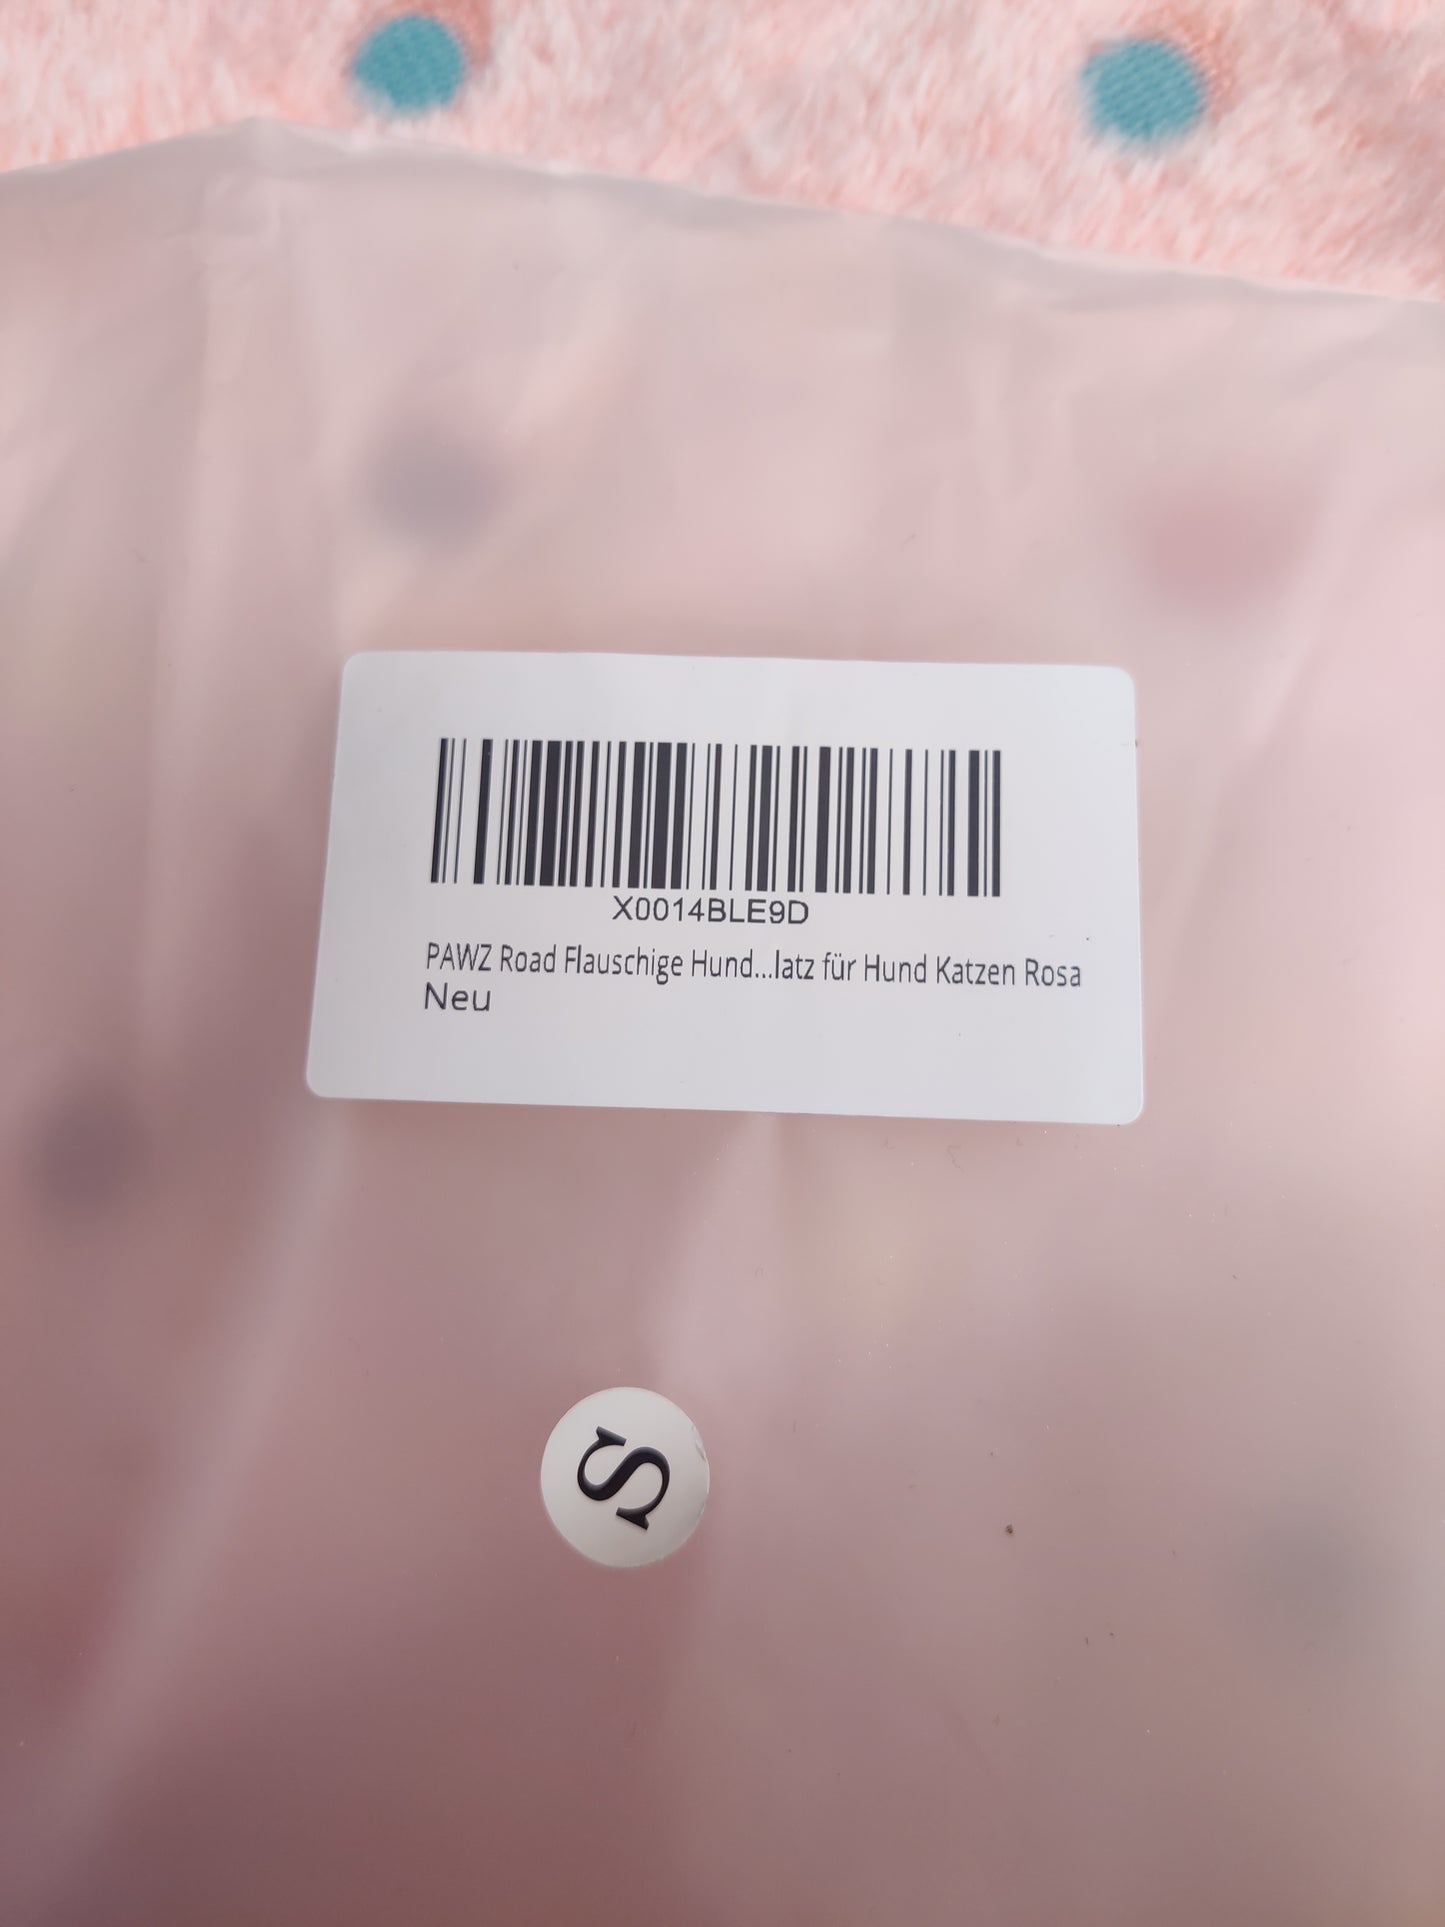 X0014BLE9D
PAWZ Road Flauschige Hund...latz für Hund Katzen Rosa
Neu
S